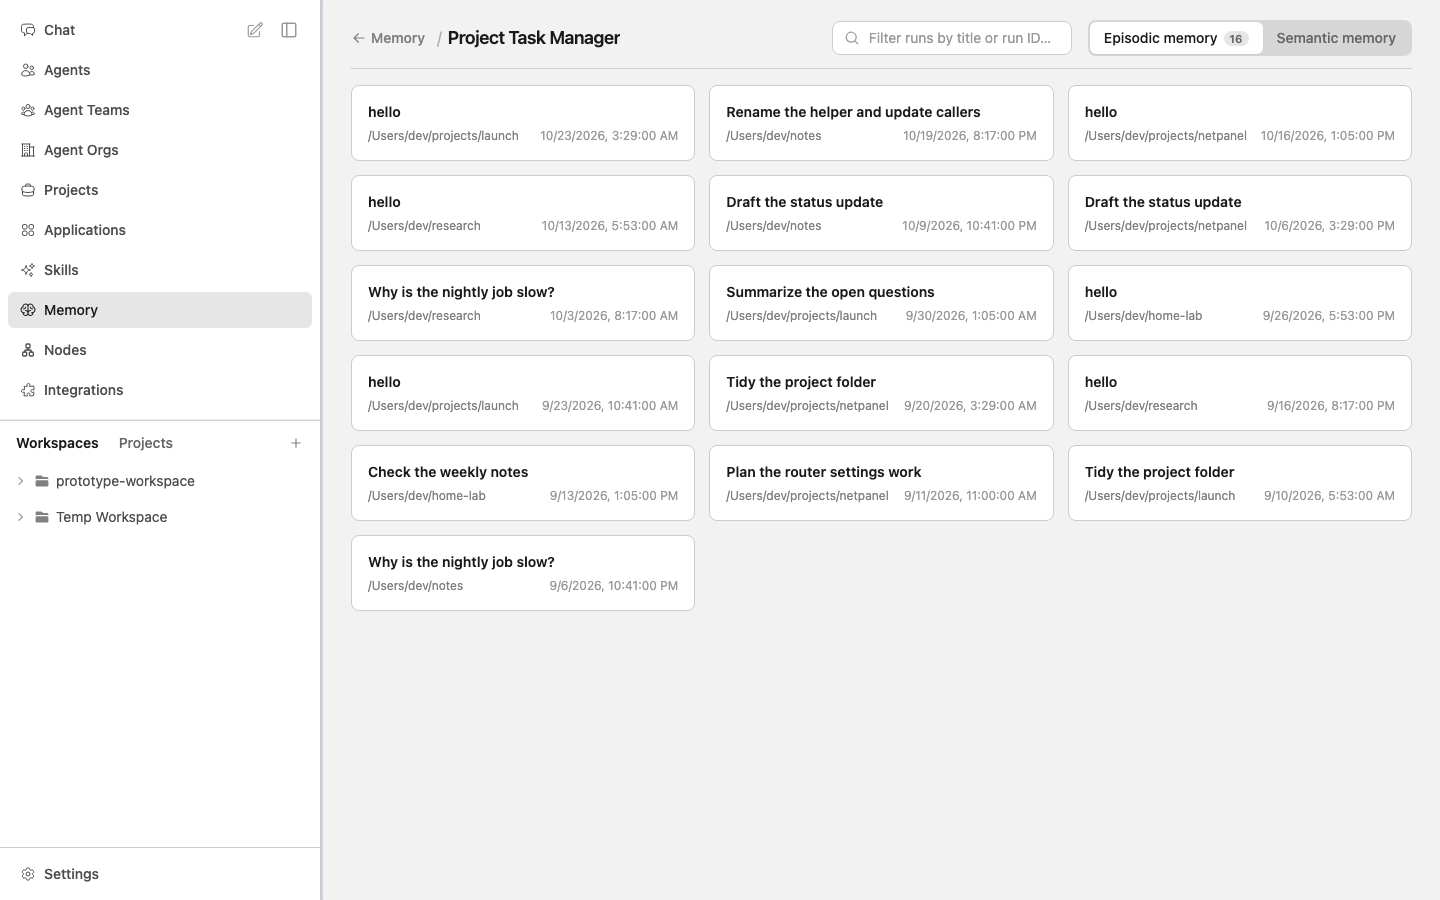 Chat
Agents
Agent Teams
Agent Orgs
Projects
Applications
Skills
Memory
Nodes
Integrations
Workspaces Projects
prototype-workspace
Temp Workspace
Settings
Memory / Project Task Manager
Filter runs by title or run ID...
Episodic memory 16
Semantic memory
hello
/Users/dev/projects/launch 10/23/2026, 3:29:00 AM
Rename the helper and update callers
/Users/dev/notes 10/19/2026, 8:17:00 PM
hello
/Users/dev/projects/netpanel 10/16/2026, 1:05:00 PM
hello
/Users/dev/research 10/13/2026, 5:53:00 AM
Draft the status update
/Users/dev/notes 10/9/2026, 10:41:00 PM
Draft the status update
/Users/dev/projects/netpanel 10/6/2026, 3:29:00 PM
Why is the nightly job slow?
/Users/dev/research 10/3/2026, 8:17:00 AM
Summarize the open questions
/Users/dev/projects/launch 9/30/2026, 1:05:00 AM
hello
/Users/dev/home-lab 9/26/2026, 5:53:00 PM
hello
/Users/dev/projects/launch 9/23/2026, 10:41:00 AM
Tidy the project folder
/Users/dev/projects/netpanel 9/20/2026, 3:29:00 AM
hello
/Users/dev/research 9/16/2026, 8:17:00 PM
Check the weekly notes
/Users/dev/home-lab 9/13/2026, 1:05:00 PM
Plan the router settings work
/Users/dev/projects/netpanel 9/11/2026, 11:00:00 AM
Tidy the project folder
/Users/dev/projects/launch 9/10/2026, 5:53:00 AM
Why is the nightly job slow?
/Users/dev/notes 9/6/2026, 10:41:00 PM